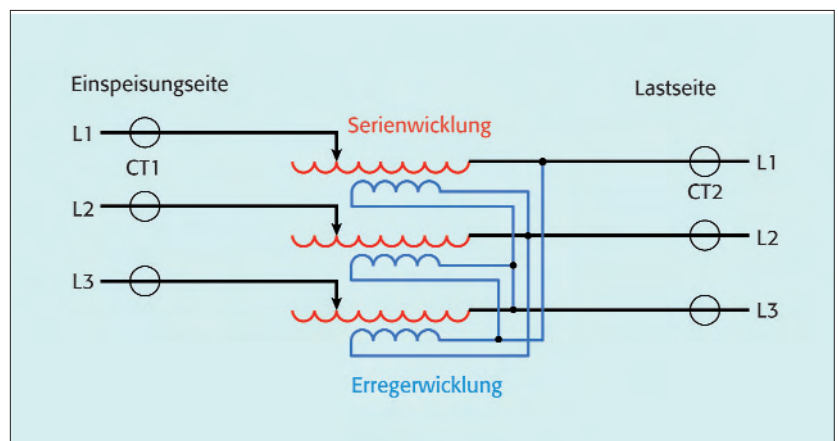 Einspeisungseite
Lastseite
L1
CT1
Serienwicklung
L1
CT2
L2
L2
L3
L3
Erregerwicklung